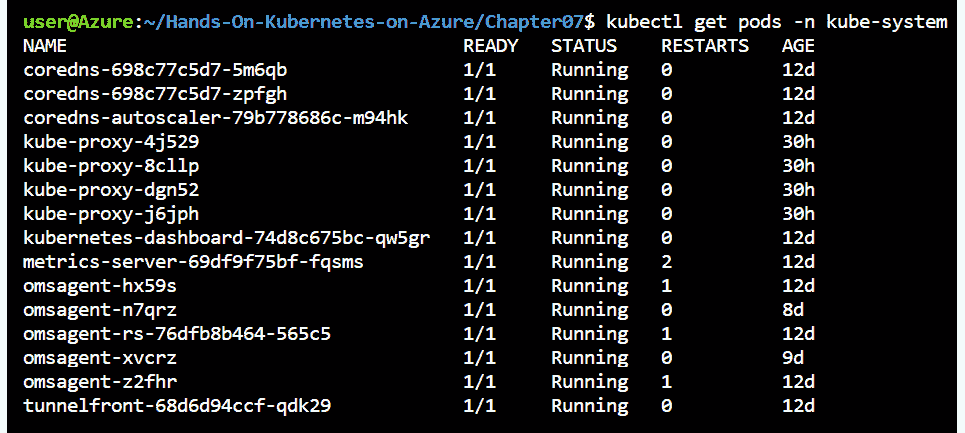 user@Azure:~/Hands-On-Kubernetes-on-Azure/Chapter07$ kubectl get pods -n kube-system
NAME READY STATUS RESTARTS AGE
coredns-698c77c5d7-5m6qb 1/1 Running 0 12d
coredns-698c77c5d7-zpfgh 1/1 Running 0 12d
coredns-autoscaler-79b778686c-m94hk 1/1 Running 0 12d
kube-proxy-4j529 1/1 Running 0 30h
kube-proxy-8cllp 1/1 Running 0 30h
kube-proxy-dgn52 1/1 Running 0 30h
kube-proxy-j6jph 1/1 Running 0 30h
kubernetes-dashboard-74d8c675bc-qw5gr 1/1 Running 0 12d
metrics-server-69df9f75bf-fqsms 1/1 Running 2 12d
omsagent-hx59s 1/1 Running 1 12d
omsagent-n7qrz 1/1 Running 0 8d
omsagent-rs-76dfb8b464-565c5 1/1 Running 1 12d
omsagent-xvcrz 1/1 Running 0 9d
omsagent-z2fhr 1/1 Running 1 12d
tunnelfront-68d6d94ccf-qdk29 1/1 Running 0 12d